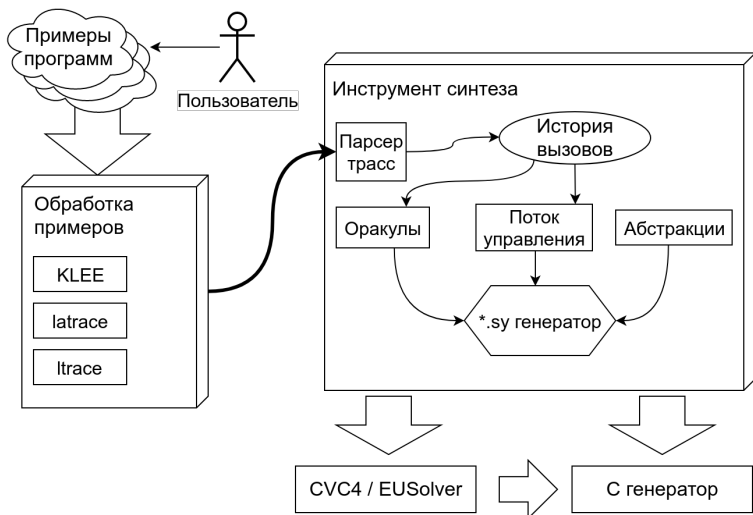 Примеры
программ
Пользователь
Инструмент синтеза
Парсер
трасс
История
вызовов
Обработка
примеров
Оракулы
Поток
управления
Абстракции
KLEE
latrace
ltrace
*.sy генератор
CVC4 / EUSolver
С генератор